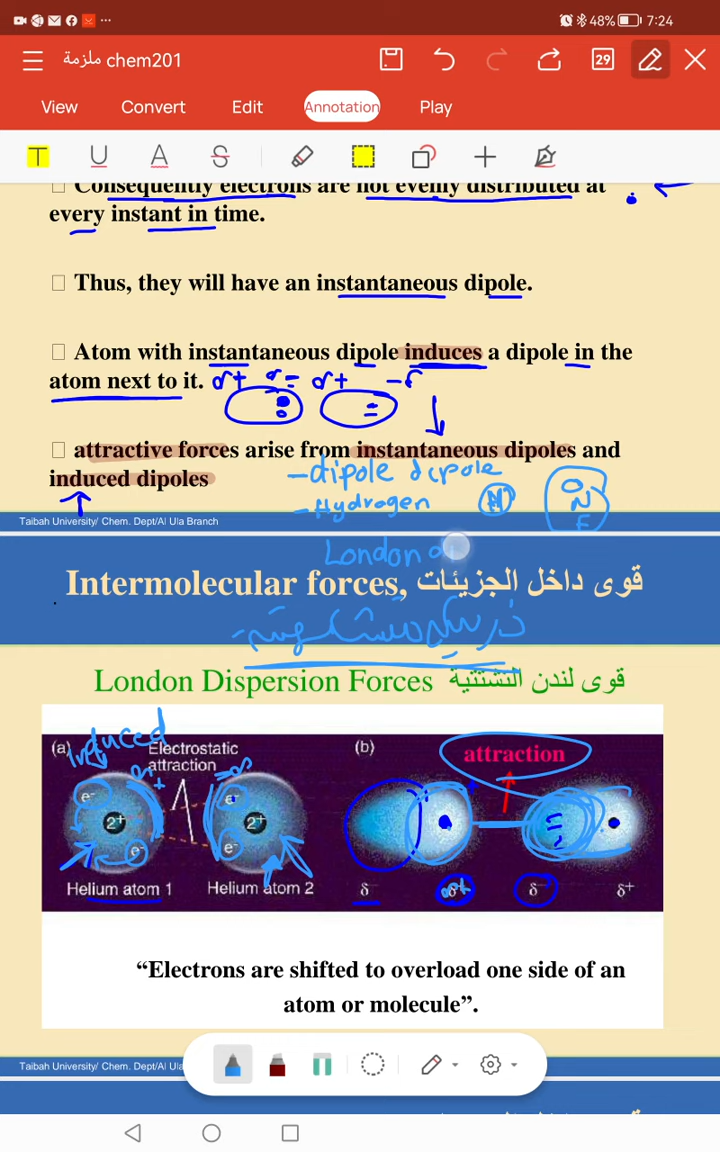 48% 7:24
ملزمة chem201
29
View Convert Edit Annotation Play
T U A S
Consequently electrons are not evenly distributed at
every instant in time.
Thus, they will have an instantaneous dipole.
Atom with instantaneous dipole induces a dipole in the
atom next to it. δ+ δ- δ+ -δ
attractive forces arise from instantaneous dipoles and
induced dipoles
- dipole dipole
- Hydrogen H O N F
Taibah University/ Chem. Dept/Al Ula Branch
London
Intermolecular forces, قوى داخل الجزيئات
London Dispersion Forces قوى لندن التشتتية
(a) Electrostatic attraction (b) attraction
induced
δ+ δ-
e- 2+ e- e- 2+ e-
Helium atom 1 Helium atom 2 δ- δ+ δ- δ+
“Electrons are shifted to overload one side of an
atom or molecule”.
Taibah University/ Chem. Dept/Al Ula